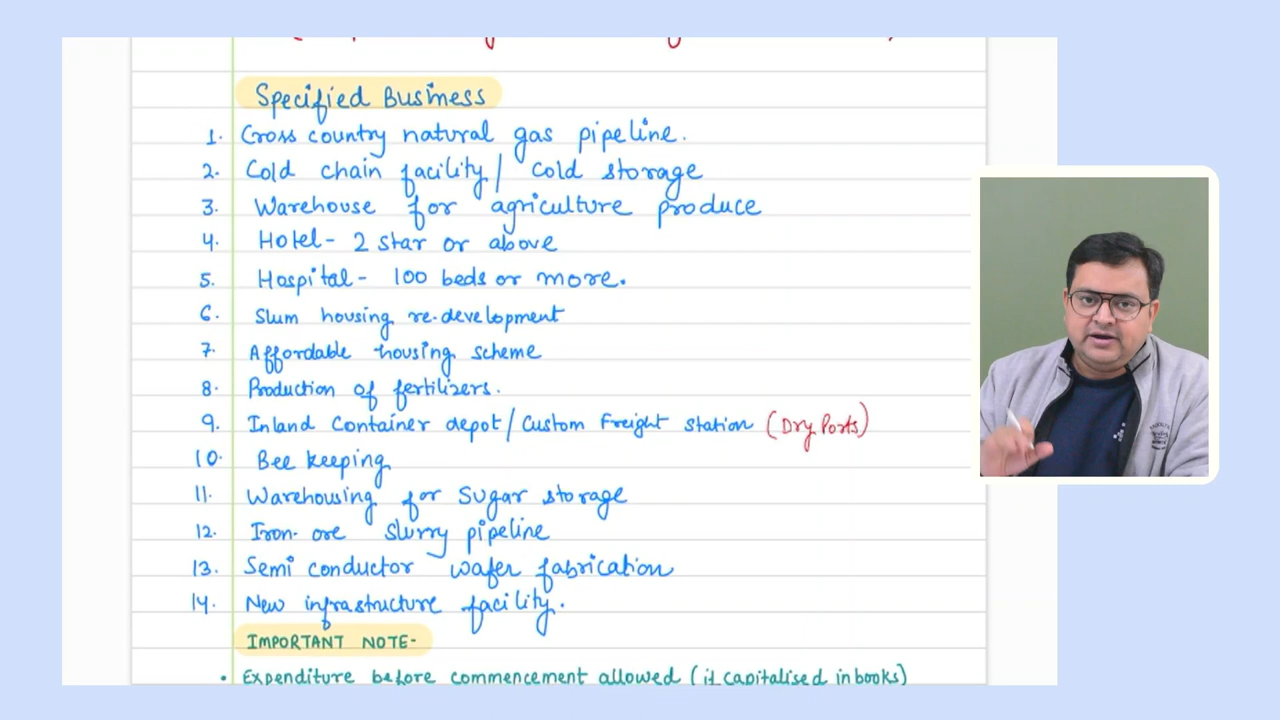 Specified Business
1. Cross country natural gas pipeline.
2. Cold chain facility/ cold storage
3. Warehouse for agriculture produce
4. Hotel- 2 star or above
5. Hospital- 100 beds or more.
6. Slum housing re-development
7. Affordable housing scheme
8. Production of fertilizers.
9. Inland Container depot/Custom Freight Station (Dry Ports)
10. Bee keeping
11. Warehousing for Sugar storage
12. Iron-ore slurry pipeline
13. Semi conductor wafer fabrication
14. New infrastructure facility.
IMPORTANT NOTE-
• Expenditure before commencement allowed (if capitalised in books)